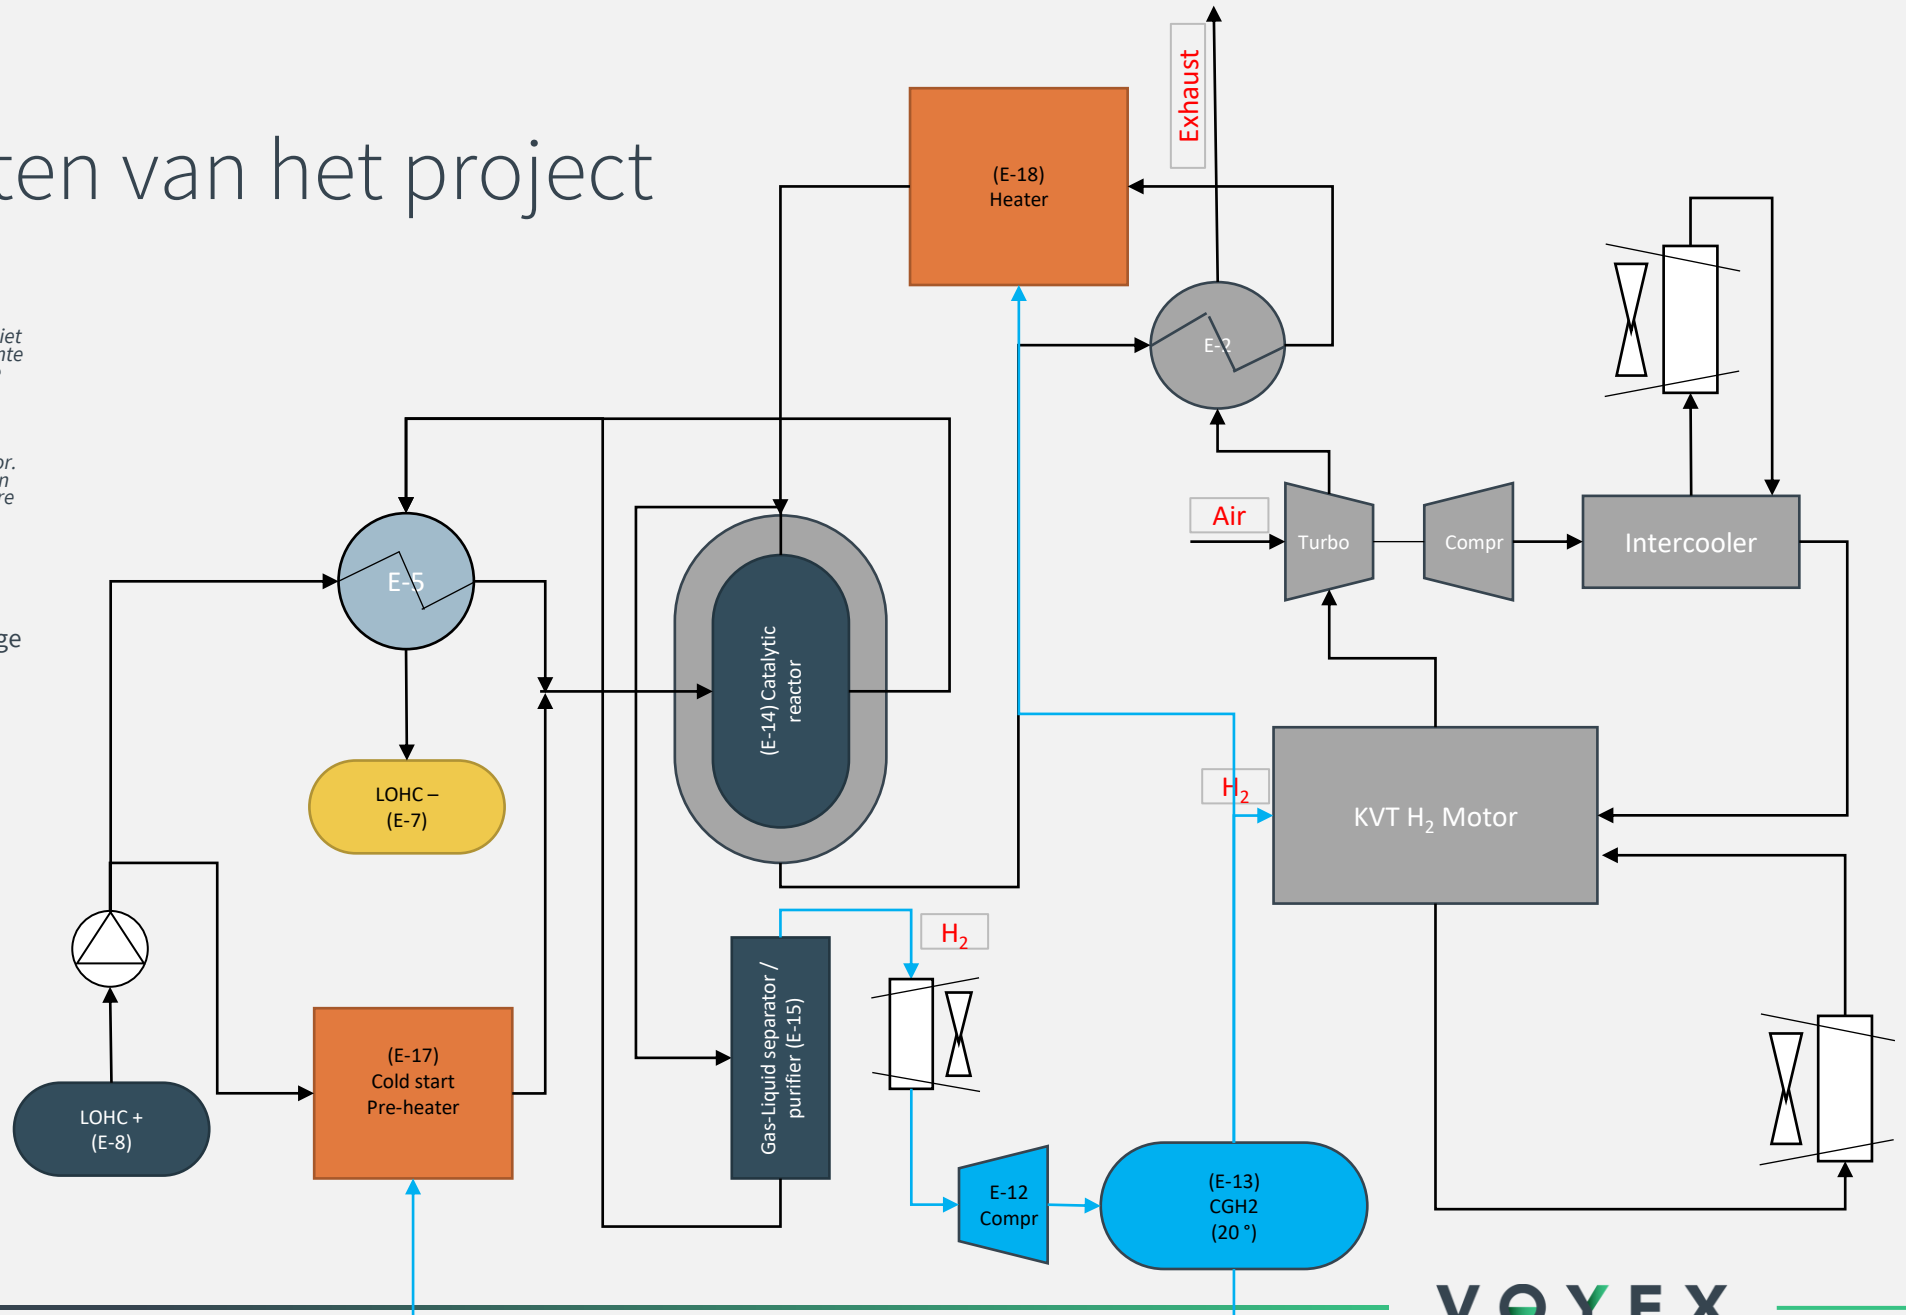 ten van het project
iet
nte
or.
n
re
ge
Exhaust
(E-18)
Heater
E-2
Air
Turbo
Compr
Intercooler
E-5
(E-14) Catalytic
reactor
LOHC –
(E-7)
H2
KVT H2 Motor
H2
Gas-Liquid separator /
purifier (E-15)
(E-17)
Cold start
Pre-heater
LOHC +
(E-8)
E-12
Compr
(E-13)
CGH2
(20 °)
VOYEX